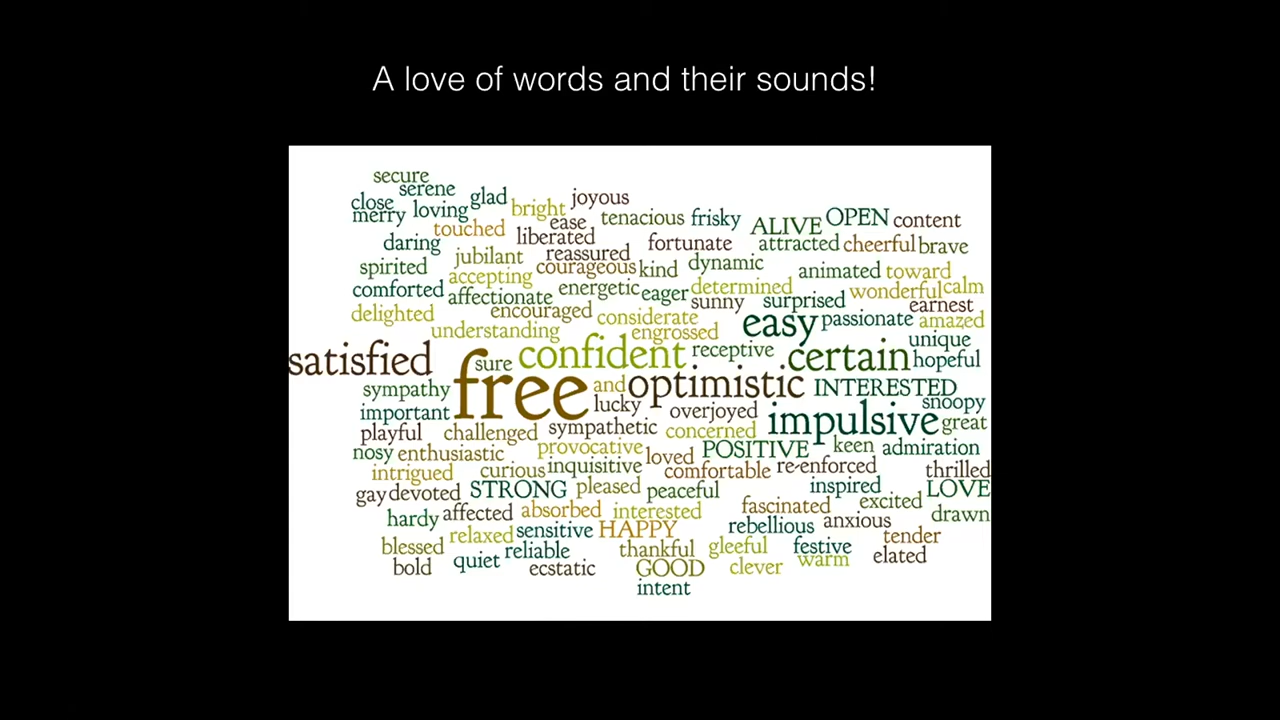 A love of words and their sounds!
secure
serene
close
merry loving glad bright joyous
touched ease tenacious frisky ALIVE OPEN content
daring liberated fortunate attracted cheerful brave
spirited jubilant reassured
accepting courageous kind dynamic animated toward
comforted affectionate energetic eager determined sunny surprised wonderful calm
delighted encouraged considerate easy passionate earnest amazed
understanding engrossed unique
satisfied sure confident receptive certain hopeful
sympathy free and optimistic INTERESTED
important lucky overjoyed impulsive snoopy great
playful challenged sympathetic concerned
nosy enthusiastic provocative loved POSITIVE keen admiration
intrigued curious inquisitive comfortable re-enforced thrilled
gay devoted STRONG pleased peaceful inspired LOVE
hardy affected absorbed interested fascinated excited drawn
relaxed sensitive HAPPY rebellious anxious tender
blessed reliable thankful gleeful festive elated
bold quiet ecstatic GOOD clever warm
intent